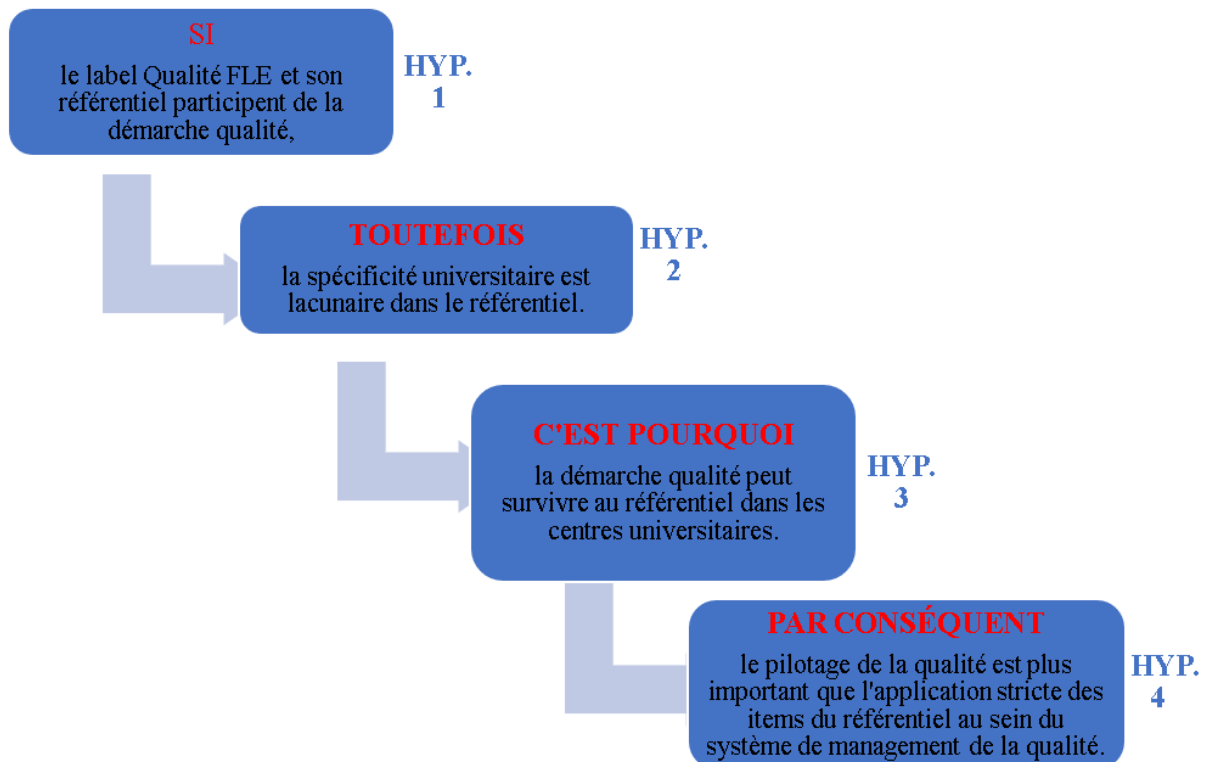 SI
le label Qualité FLE et son
référentiel participent de la
démarche qualité,
HYP.
1
TOUTEFOIS
la spécificité universitaire est
lacunaire dans le référentiel.
HYP.
2
C'EST POURQUOI
la démarche qualité peut
survivre au référentiel dans les
centres universitaires.
HYP.
3
PAR CONSÉQUENT
le pilotage de la qualité est plus
important que l'application stricte des
items du référentiel au sein du
système de management de la qualité.
HYP.
4